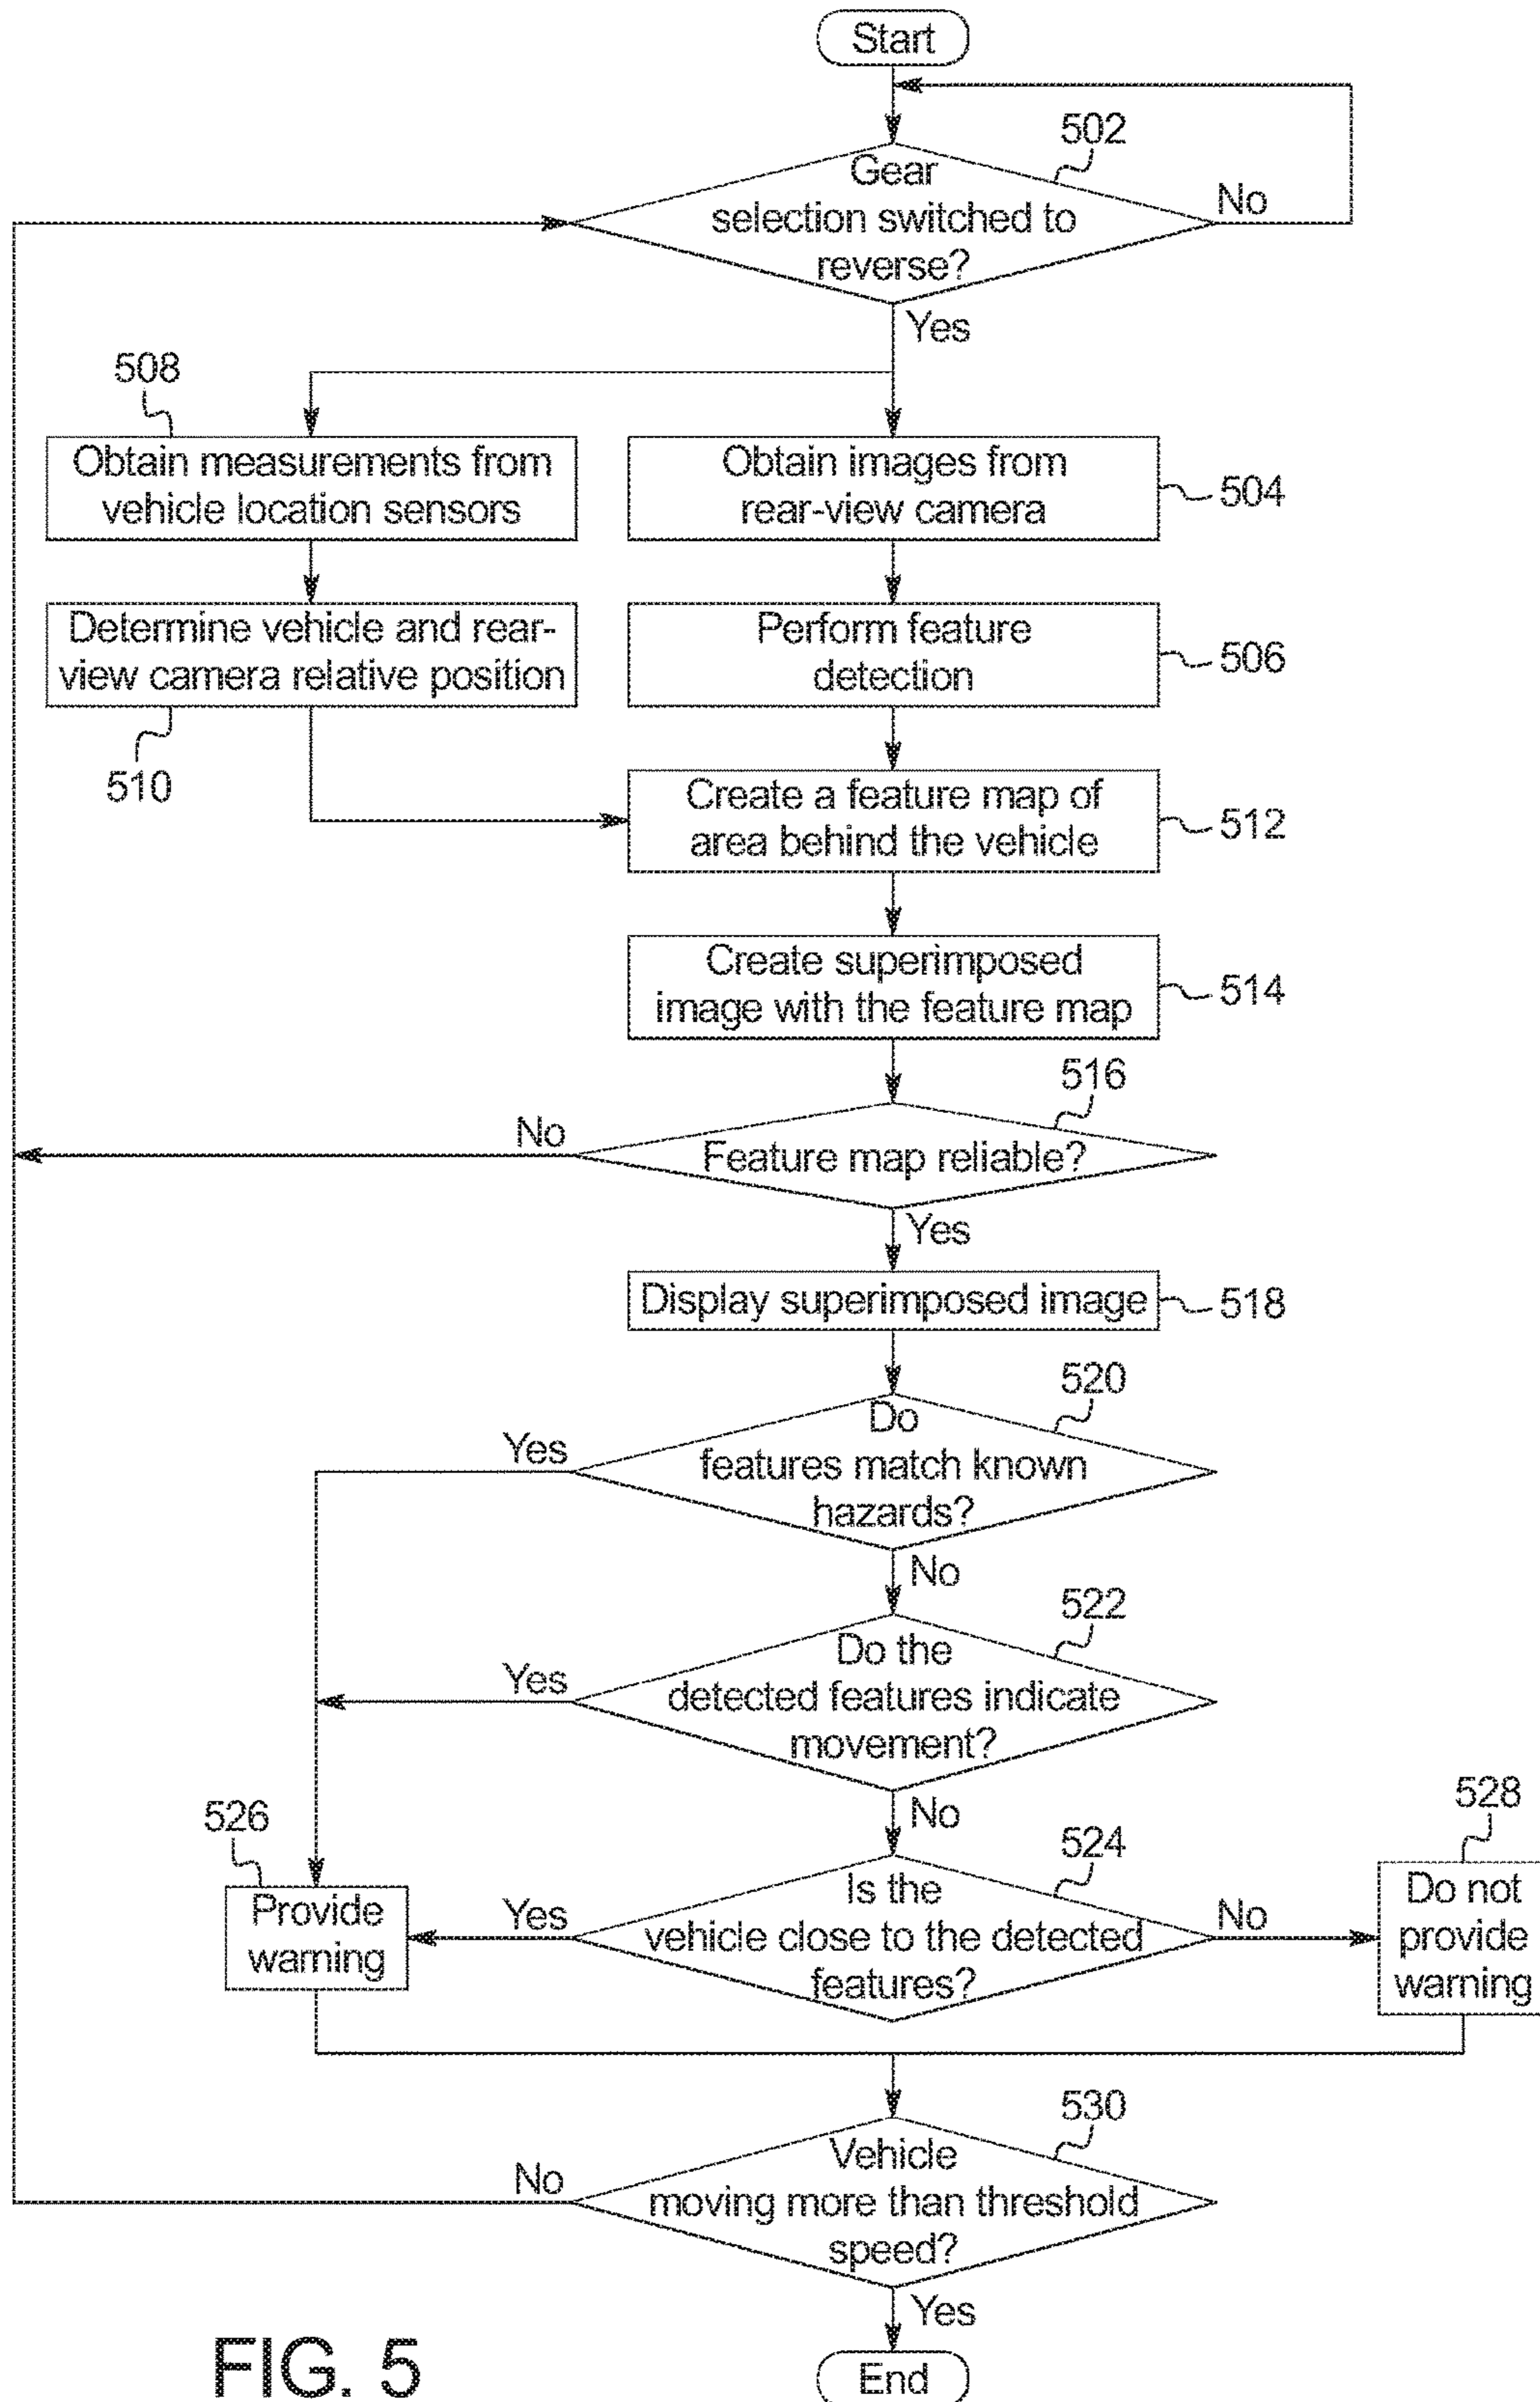 Start
502
Gear
selection switched to
reverse?
No
Yes
508
Obtain measurements from
vehicle location sensors
Obtain images from
rear-view camera
504
Determine vehicle and rear-
view camera relative position
510
Perform feature
detection
506
Create a feature map of
area behind the vehicle
512
Create superimposed
image with the feature map
514
516
Feature map reliable?
No
Yes
Display superimposed image
518
520
Do
features match known
hazards?
Yes
No
522
Do the
detected features indicate
movement?
Yes
No
526
Provide
warning
524
Is the
vehicle close to the detected
features?
Yes
No
528
Do not
provide
warning
530
Vehicle
moving more than threshold
speed?
No
Yes
End
FIG. 5